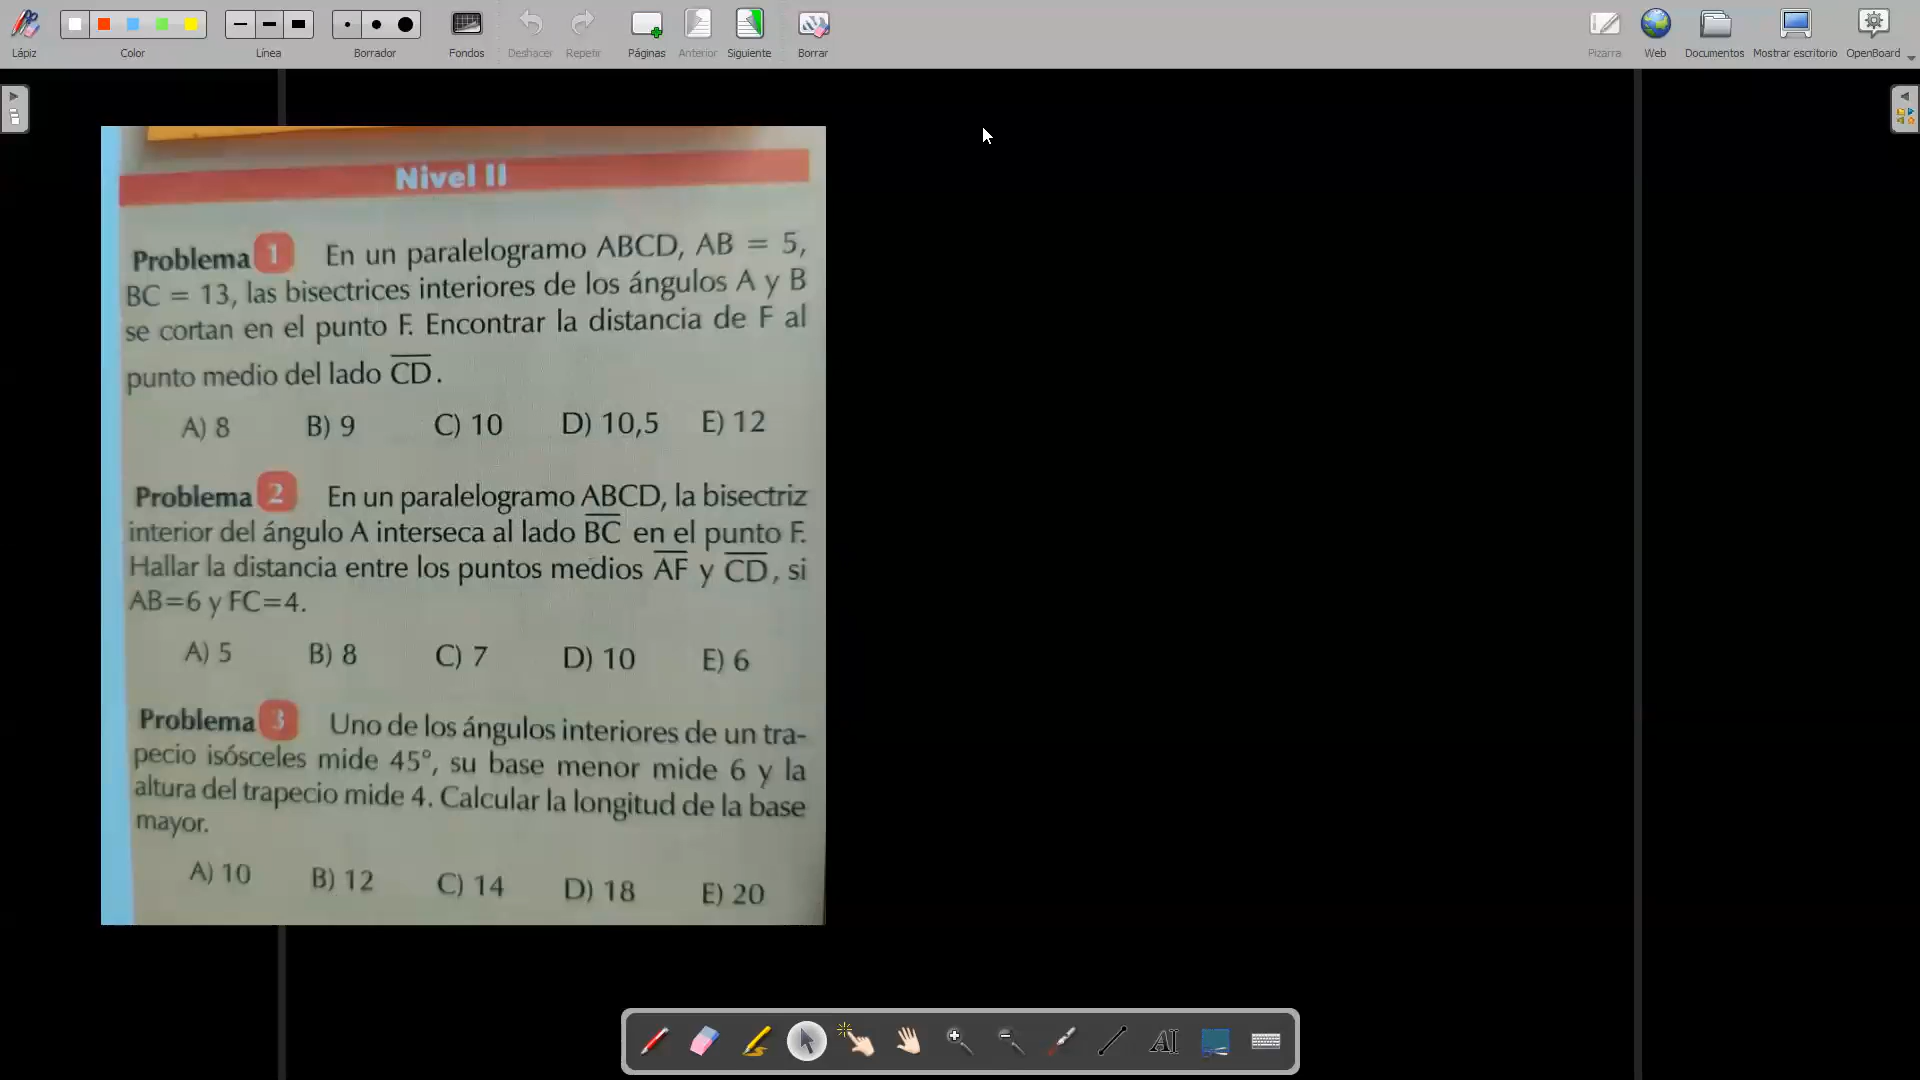 Lápiz
Color
Línea
Borrador
Fondos
Deshacer
Repetir
Páginas
Anterior
Siguiente
Borrar
Pizarra
Web
Documentos
Mostrar escritorio
OpenBoard
Nivel II
Problema 1 En un paralelogramo ABCD, AB = 5,
BC = 13, las bisectrices interiores de los ángulos A y B
se cortan en el punto F. Encontrar la distancia de F al
punto medio del lado C̅D̅.
A) 8 B) 9 C) 10 D) 10,5 E) 12
Problema 2 En un paralelogramo ABCD, la bisectriz
interior del ángulo A interseca al lado B̅C̅ en el punto F.
Hallar la distancia entre los puntos medios A̅F̅ y C̅D̅, si
AB=6 y FC=4.
A) 5 B) 8 C) 7 D) 10 E) 6
Problema 3 Uno de los ángulos interiores de un tra-
pecio isósceles mide 45°, su base menor mide 6 y la
altura del trapecio mide 4. Calcular la longitud de la base
mayor.
A) 10 B) 12 C) 14 D) 18 E) 20
AI